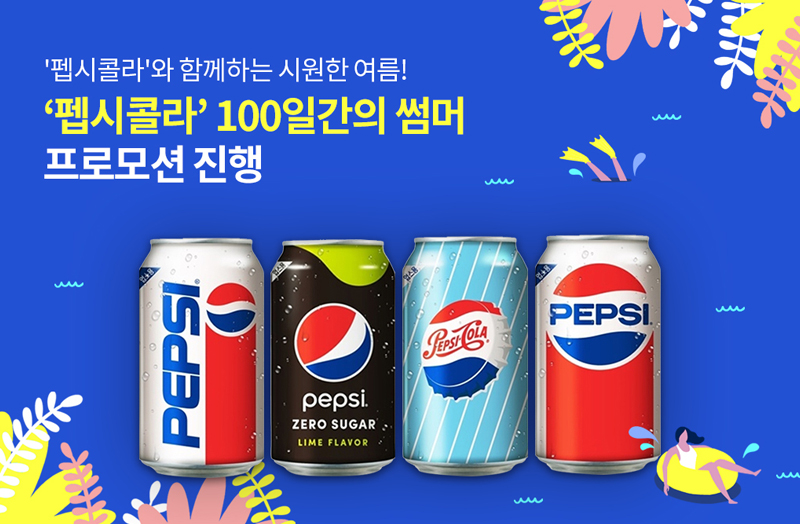 '펩시콜라'와 함께하는 시원한 여름!
‘펩시콜라’ 100일간의 썸머
프로모션 진행
PEPSI
pepsi
ZERO SUGAR
LIME FLAVOR
PEPSI·COLA
PEPSI